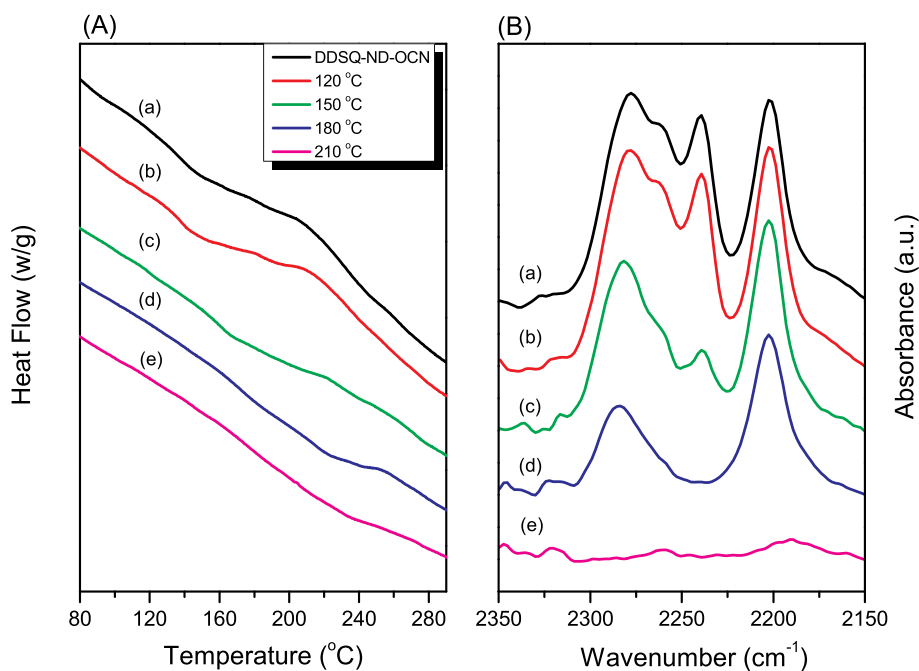 (A)
DDSQ-ND-OCN
120 °C
150 °C
180 °C
210 °C
(a)
(b)
(c)
(d)
(e)
Heat Flow (w/g)
80 120 160 200 240 280
Temperature (°C)
(B)
(a)
(b)
(c)
(d)
(e)
Absorbance (a.u.)
2350 2300 2250 2200 2150
Wavenumber (cm⁻¹)